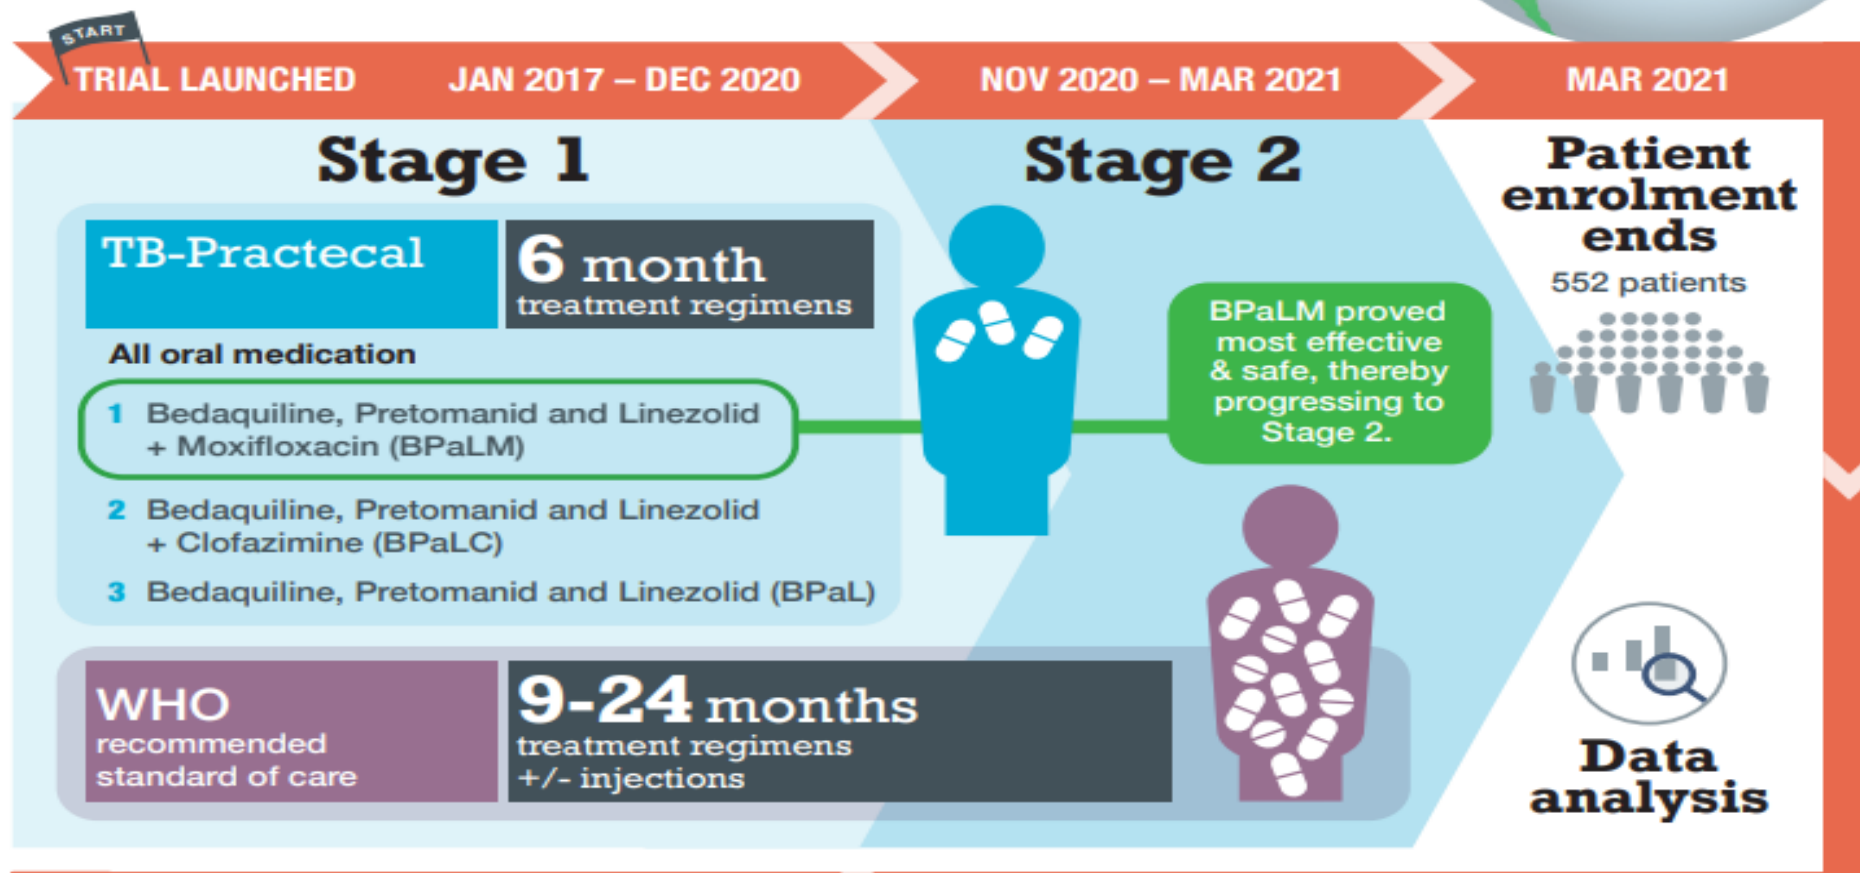 START
TRIAL LAUNCHED JAN 2017 – DEC 2020
NOV 2020 – MAR 2021
MAR 2021
Stage 1
TB-Practecal
6 month
treatment regimens
All oral medication
1 Bedaquiline, Pretomanid and Linezolid
+ Moxifloxacin (BPaLM)
2 Bedaquiline, Pretomanid and Linezolid
+ Clofazimine (BPaLC)
3 Bedaquiline, Pretomanid and Linezolid (BPaL)
WHO
recommended
standard of care
9-24 months
treatment regimens
+/- injections
Stage 2
BPaLM proved
most effective
& safe, thereby
progressing to
Stage 2.
Patient
enrolment
ends
552 patients
Data
analysis